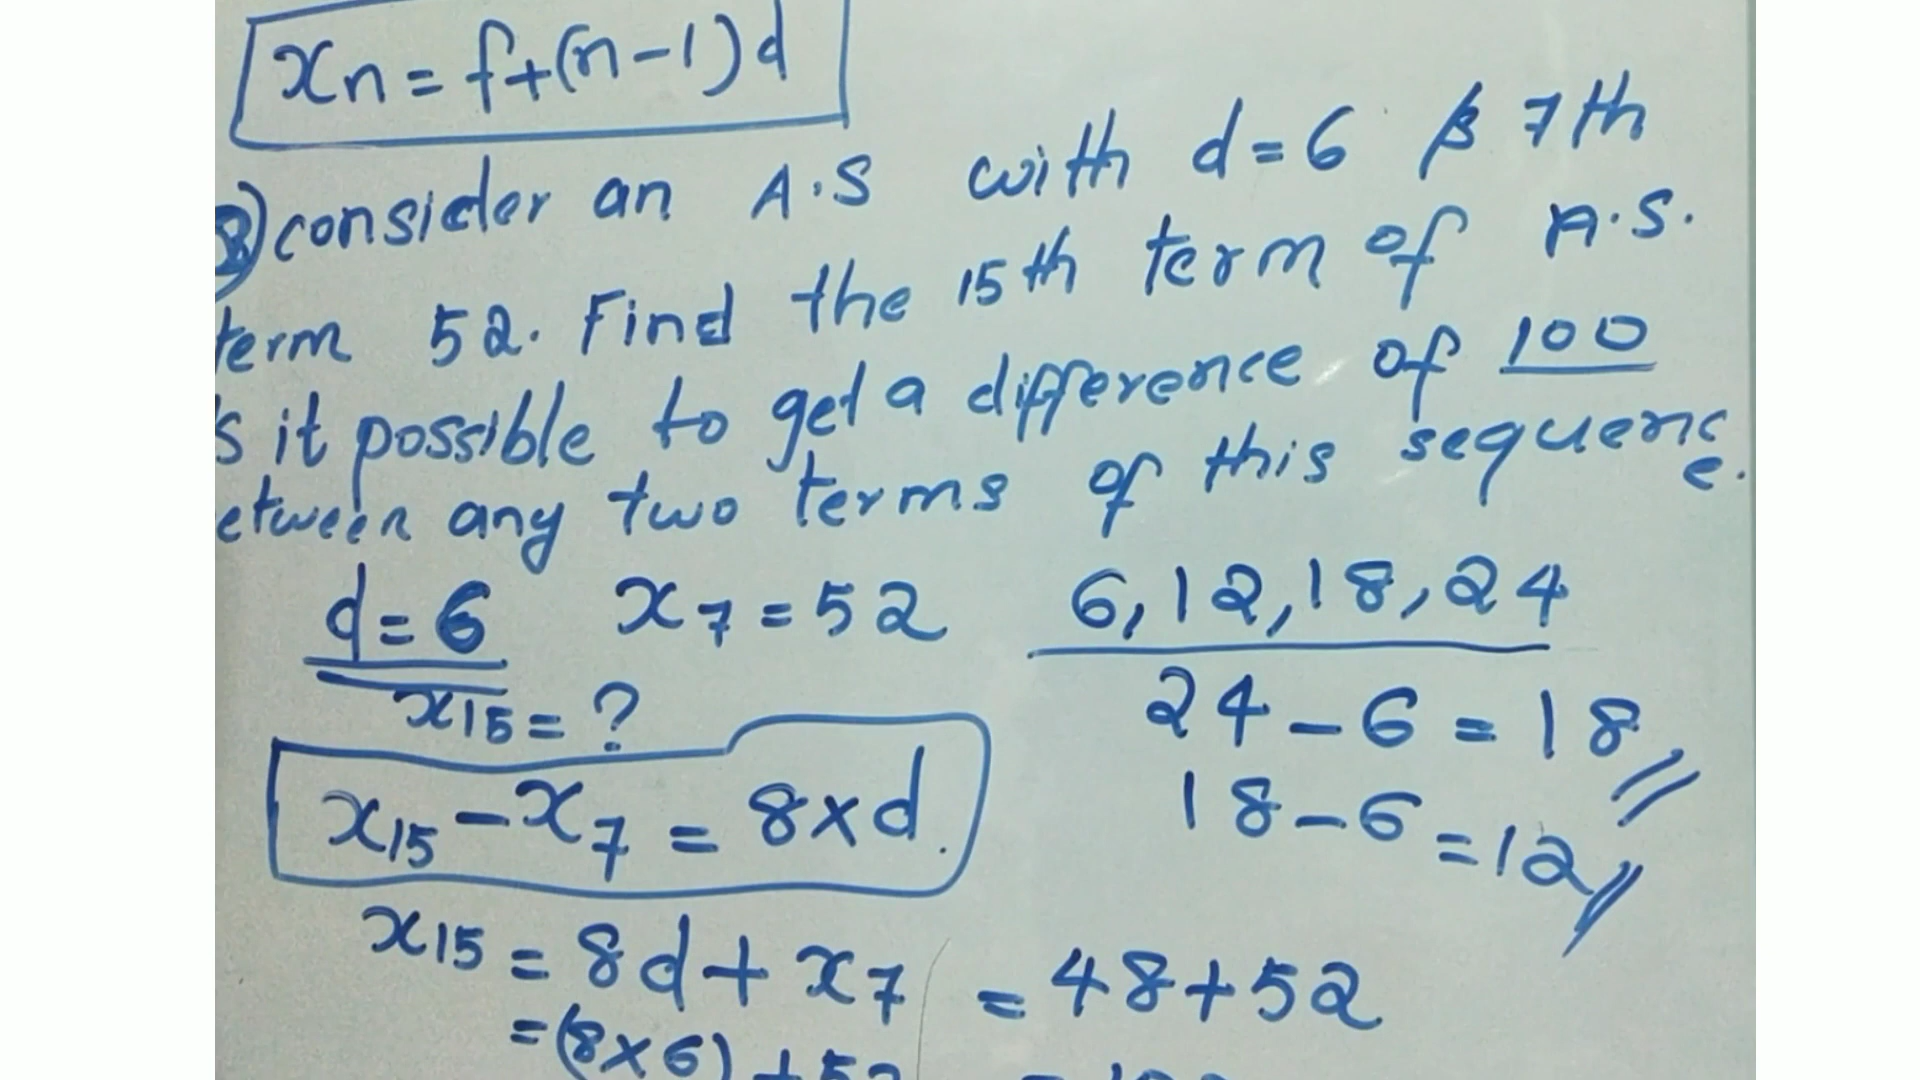 xn = f+(n-1)d
8) consider an A.S with d=6 & 7th
term 52. Find the 15th term of A.S.
s it possible to get a difference of 100
etween any two terms of this sequence.
d=6 x7=52 6,12,18,24
x15=? 24-6=18
x15-x7=8×d. 18-6=12
x15=8d+x7 =48+52
=(8×6)+52 =100